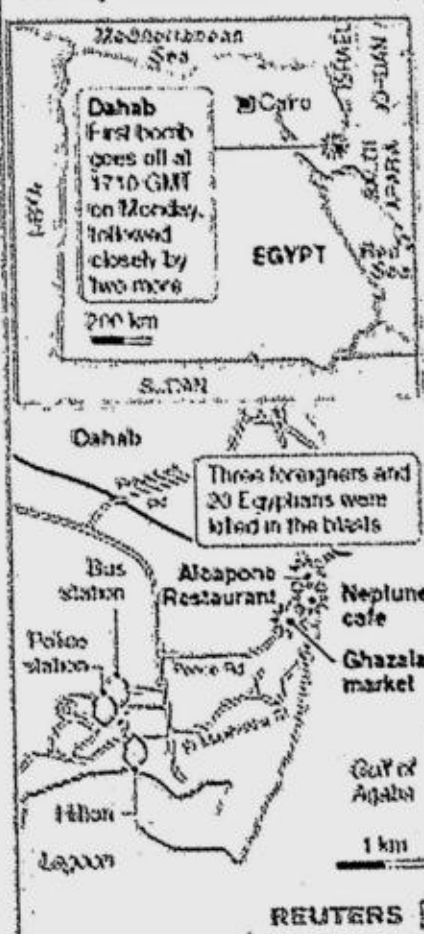 Mediterranean
Sea
ISRAEL
JORDAN
Cairo
Dahab
First bomb
goes off at
1710 GMT
on Monday,
followed
closely by
two more
LIBYA
SAUDI
ARABIA
EGYPT
Red
Sea
200 km
SUDAN
Dahab
Three foreigners and
20 Egyptians were
killed in the blasts
Bus
station
Alcapone
Restaurant
Neptune
cafe
Police
station
Peace Rd
Ghazala
market
El Mashraba
Gulf of
Aqaba
Hilton
Lagoon
1 km
REUTERS